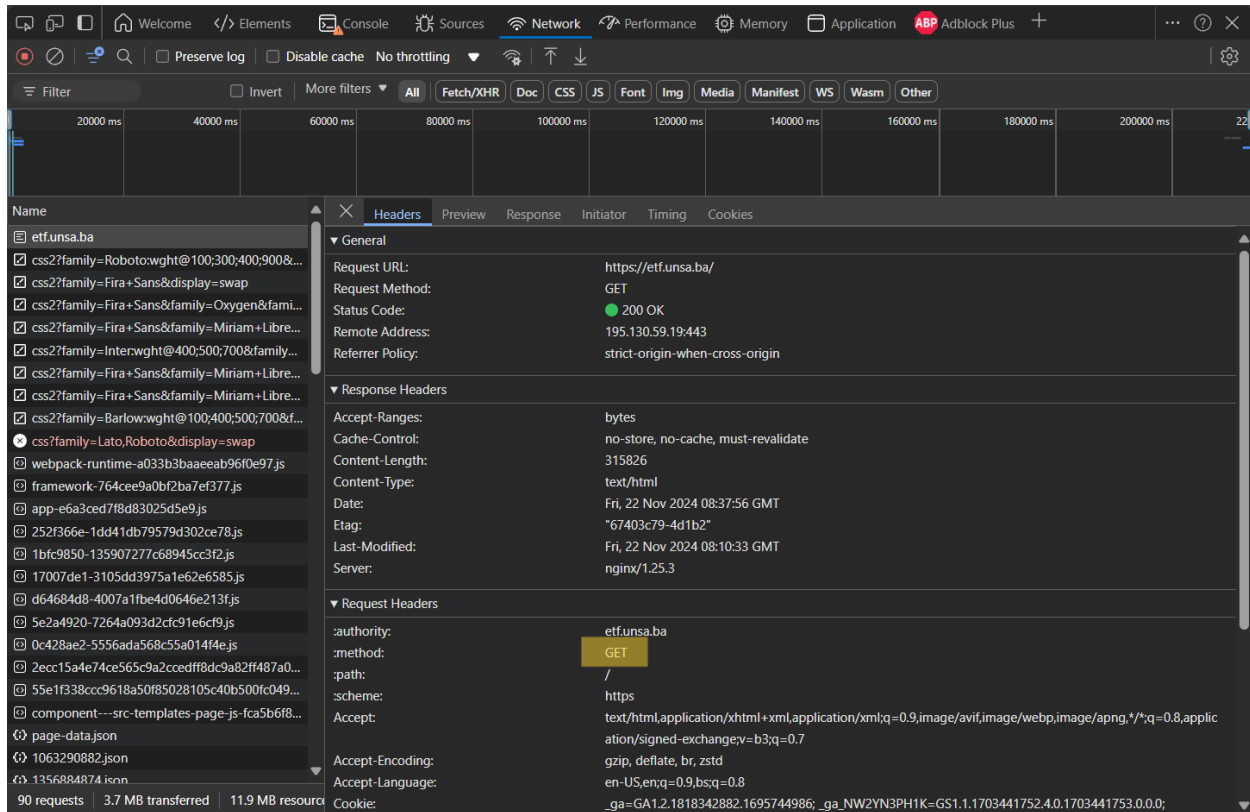 Welcome Elements Console Sources Network Performance Memory Application ABP Adblock Plus
Preserve log Disable cache No throttling
Filter Invert More filters All Fetch/XHR Doc CSS JS Font Img Media Manifest WS Wasm Other
20000 ms 40000 ms 60000 ms 80000 ms 100000 ms 120000 ms 140000 ms 160000 ms 180000 ms 200000 ms 22
Name
etf.unsa.ba
css2?family=Roboto:wght@100;300;400;900&...
css2?family=Fira+Sans&display=swap
css2?family=Fira+Sans&family=Oxygen&fami...
css2?family=Fira+Sans&family=Miriam+Libre...
css2?family=Inter:wght@400;500;700&family...
css2?family=Fira+Sans&family=Miriam+Libre...
css2?family=Fira+Sans&family=Miriam+Libre...
css2?family=Barlow:wght@100;400;500;700&f...
css?family=Lato,Roboto&display=swap
webpack-runtime-a033b3baaeeab96f0e97.js
framework-764cee9a0bf2ba7ef377.js
app-e6a3ced7f8d83025d5e9.js
252f366e-1dd41db79579d302ce78.js
1bfc9850-135907277c68945cc3f2.js
17007de1-3105dd3975a1e62e6585.js
d64684d8-4007a1fbe4d0646e213f.js
5e2a4920-7264a093d2cfc91e6cf9.js
0c428ae2-5556ada568c55a014f4e.js
2ecc15a4e74ce565c9a2ccedff8dc9a82ff487a0...
55e1f338ccc9618a50f85028105c40b500fc049...
component---src-templates-page-js-fca5b6f8...
page-data.json
1063290882.json
1356884874.json
90 requests 3.7 MB transferred 11.9 MB resourc
Headers Preview Response Initiator Timing Cookies
General
Request URL: https://etf.unsa.ba/
Request Method: GET
Status Code: 200 OK
Remote Address: 195.130.59.19:443
Referrer Policy: strict-origin-when-cross-origin
Response Headers
Accept-Ranges: bytes
Cache-Control: no-store, no-cache, must-revalidate
Content-Length: 315826
Content-Type: text/html
Date: Fri, 22 Nov 2024 08:37:56 GMT
Etag: "67403c79-4d1b2"
Last-Modified: Fri, 22 Nov 2024 08:10:33 GMT
Server: nginx/1.25.3
Request Headers
:authority: etf.unsa.ba
:method: GET
:path: /
:scheme: https
Accept: text/html,application/xhtml+xml,application/xml;q=0.9,image/avif,image/webp,image/apng,*/*;q=0.8,applic
ation/signed-exchange;v=b3;q=0.7
Accept-Encoding: gzip, deflate, br, zstd
Accept-Language: en-US,en;q=0.9,bs;q=0.8
Cookie: _ga=GA1.2.1818342882.1695744986; _ga_NW2YN3PH1K=GS1.1.1703441752.4.0.1703441753.0.0.0;